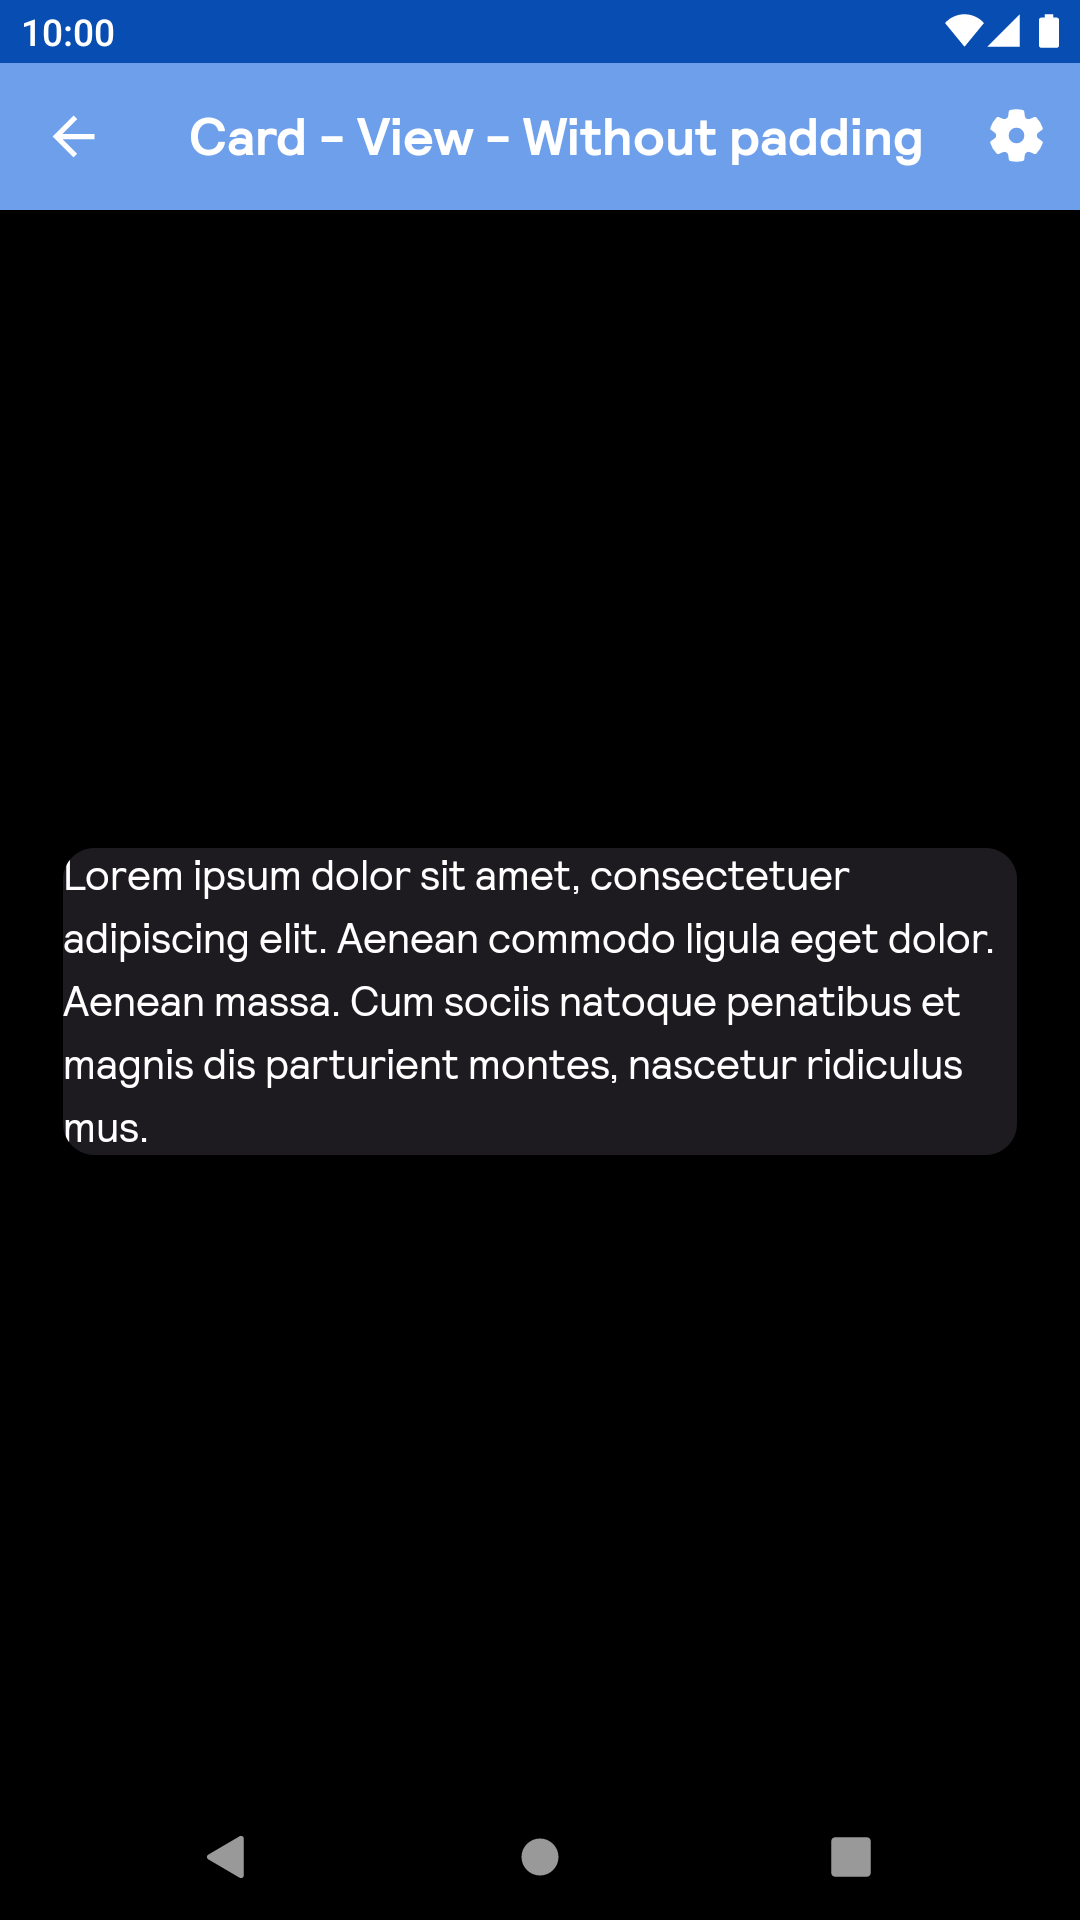 10:00
Card - View - Without padding
Lorem ipsum dolor sit amet, consectetuer
adipiscing elit. Aenean commodo ligula eget dolor.
Aenean massa. Cum sociis natoque penatibus et
magnis dis parturient montes, nascetur ridiculus
mus.